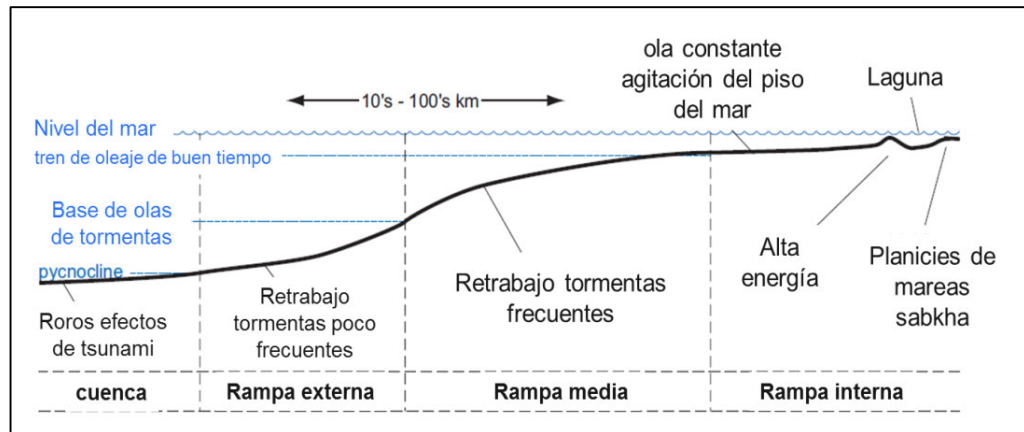 ola constante
agitación del piso
del mar
Laguna
10's - 100's km
Nivel del mar
tren de oleaje de buen tiempo
Base de olas
de tormentas
pycnocline
Alta
energía
Planicies de
mareas
sabkha
Retrabajo tormentas
frecuentes
Retrabajo
tormentas poco
frecuentes
Roros efectos
de tsunami
cuenca
Rampa externa
Rampa media
Rampa interna